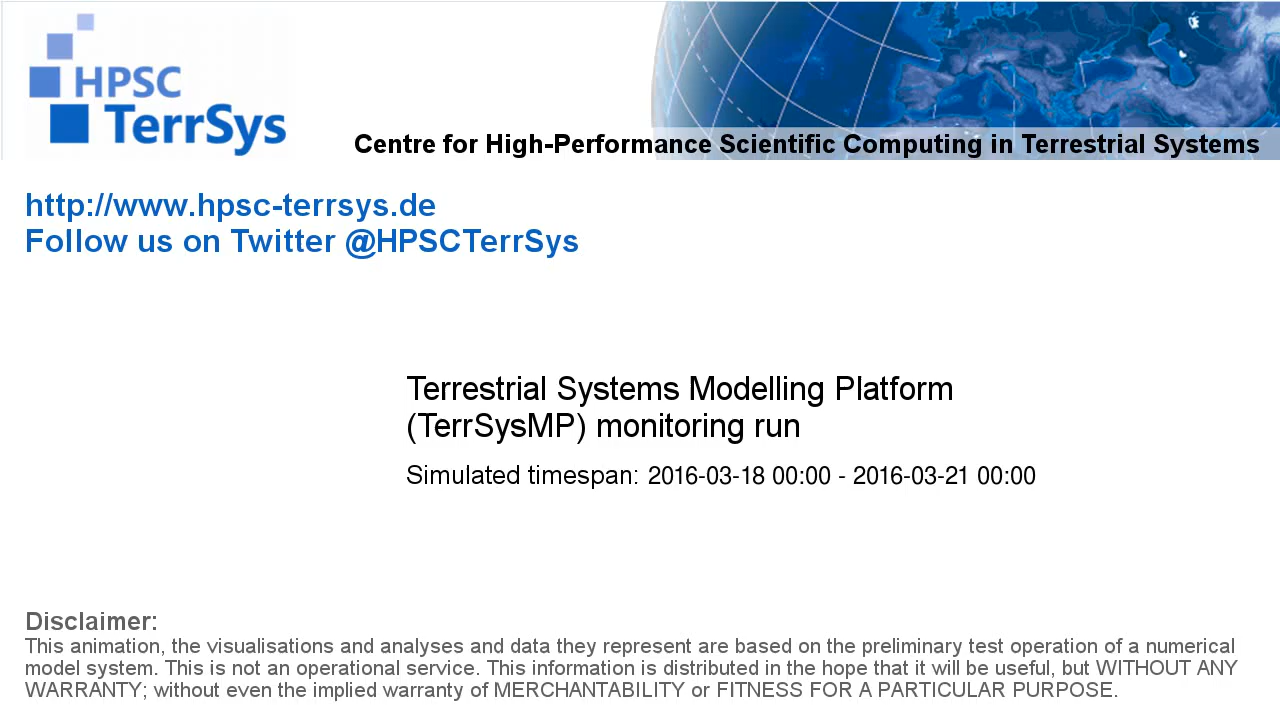 HPSC
TerrSys
Centre for High-Performance Scientific Computing in Terrestrial Systems
http://www.hpsc-terrsys.de
Follow us on Twitter @HPSCTerrSys
Terrestrial Systems Modelling Platform
(TerrSysMP) monitoring run
Simulated timespan: 2016-03-18 00:00 - 2016-03-21 00:00
Disclaimer:
This animation, the visualisations and analyses and data they represent are based on the preliminary test operation of a numerical
model system. This is not an operational service. This information is distributed in the hope that it will be useful, but WITHOUT ANY
WARRANTY; without even the implied warranty of MERCHANTABILITY or FITNESS FOR A PARTICULAR PURPOSE.